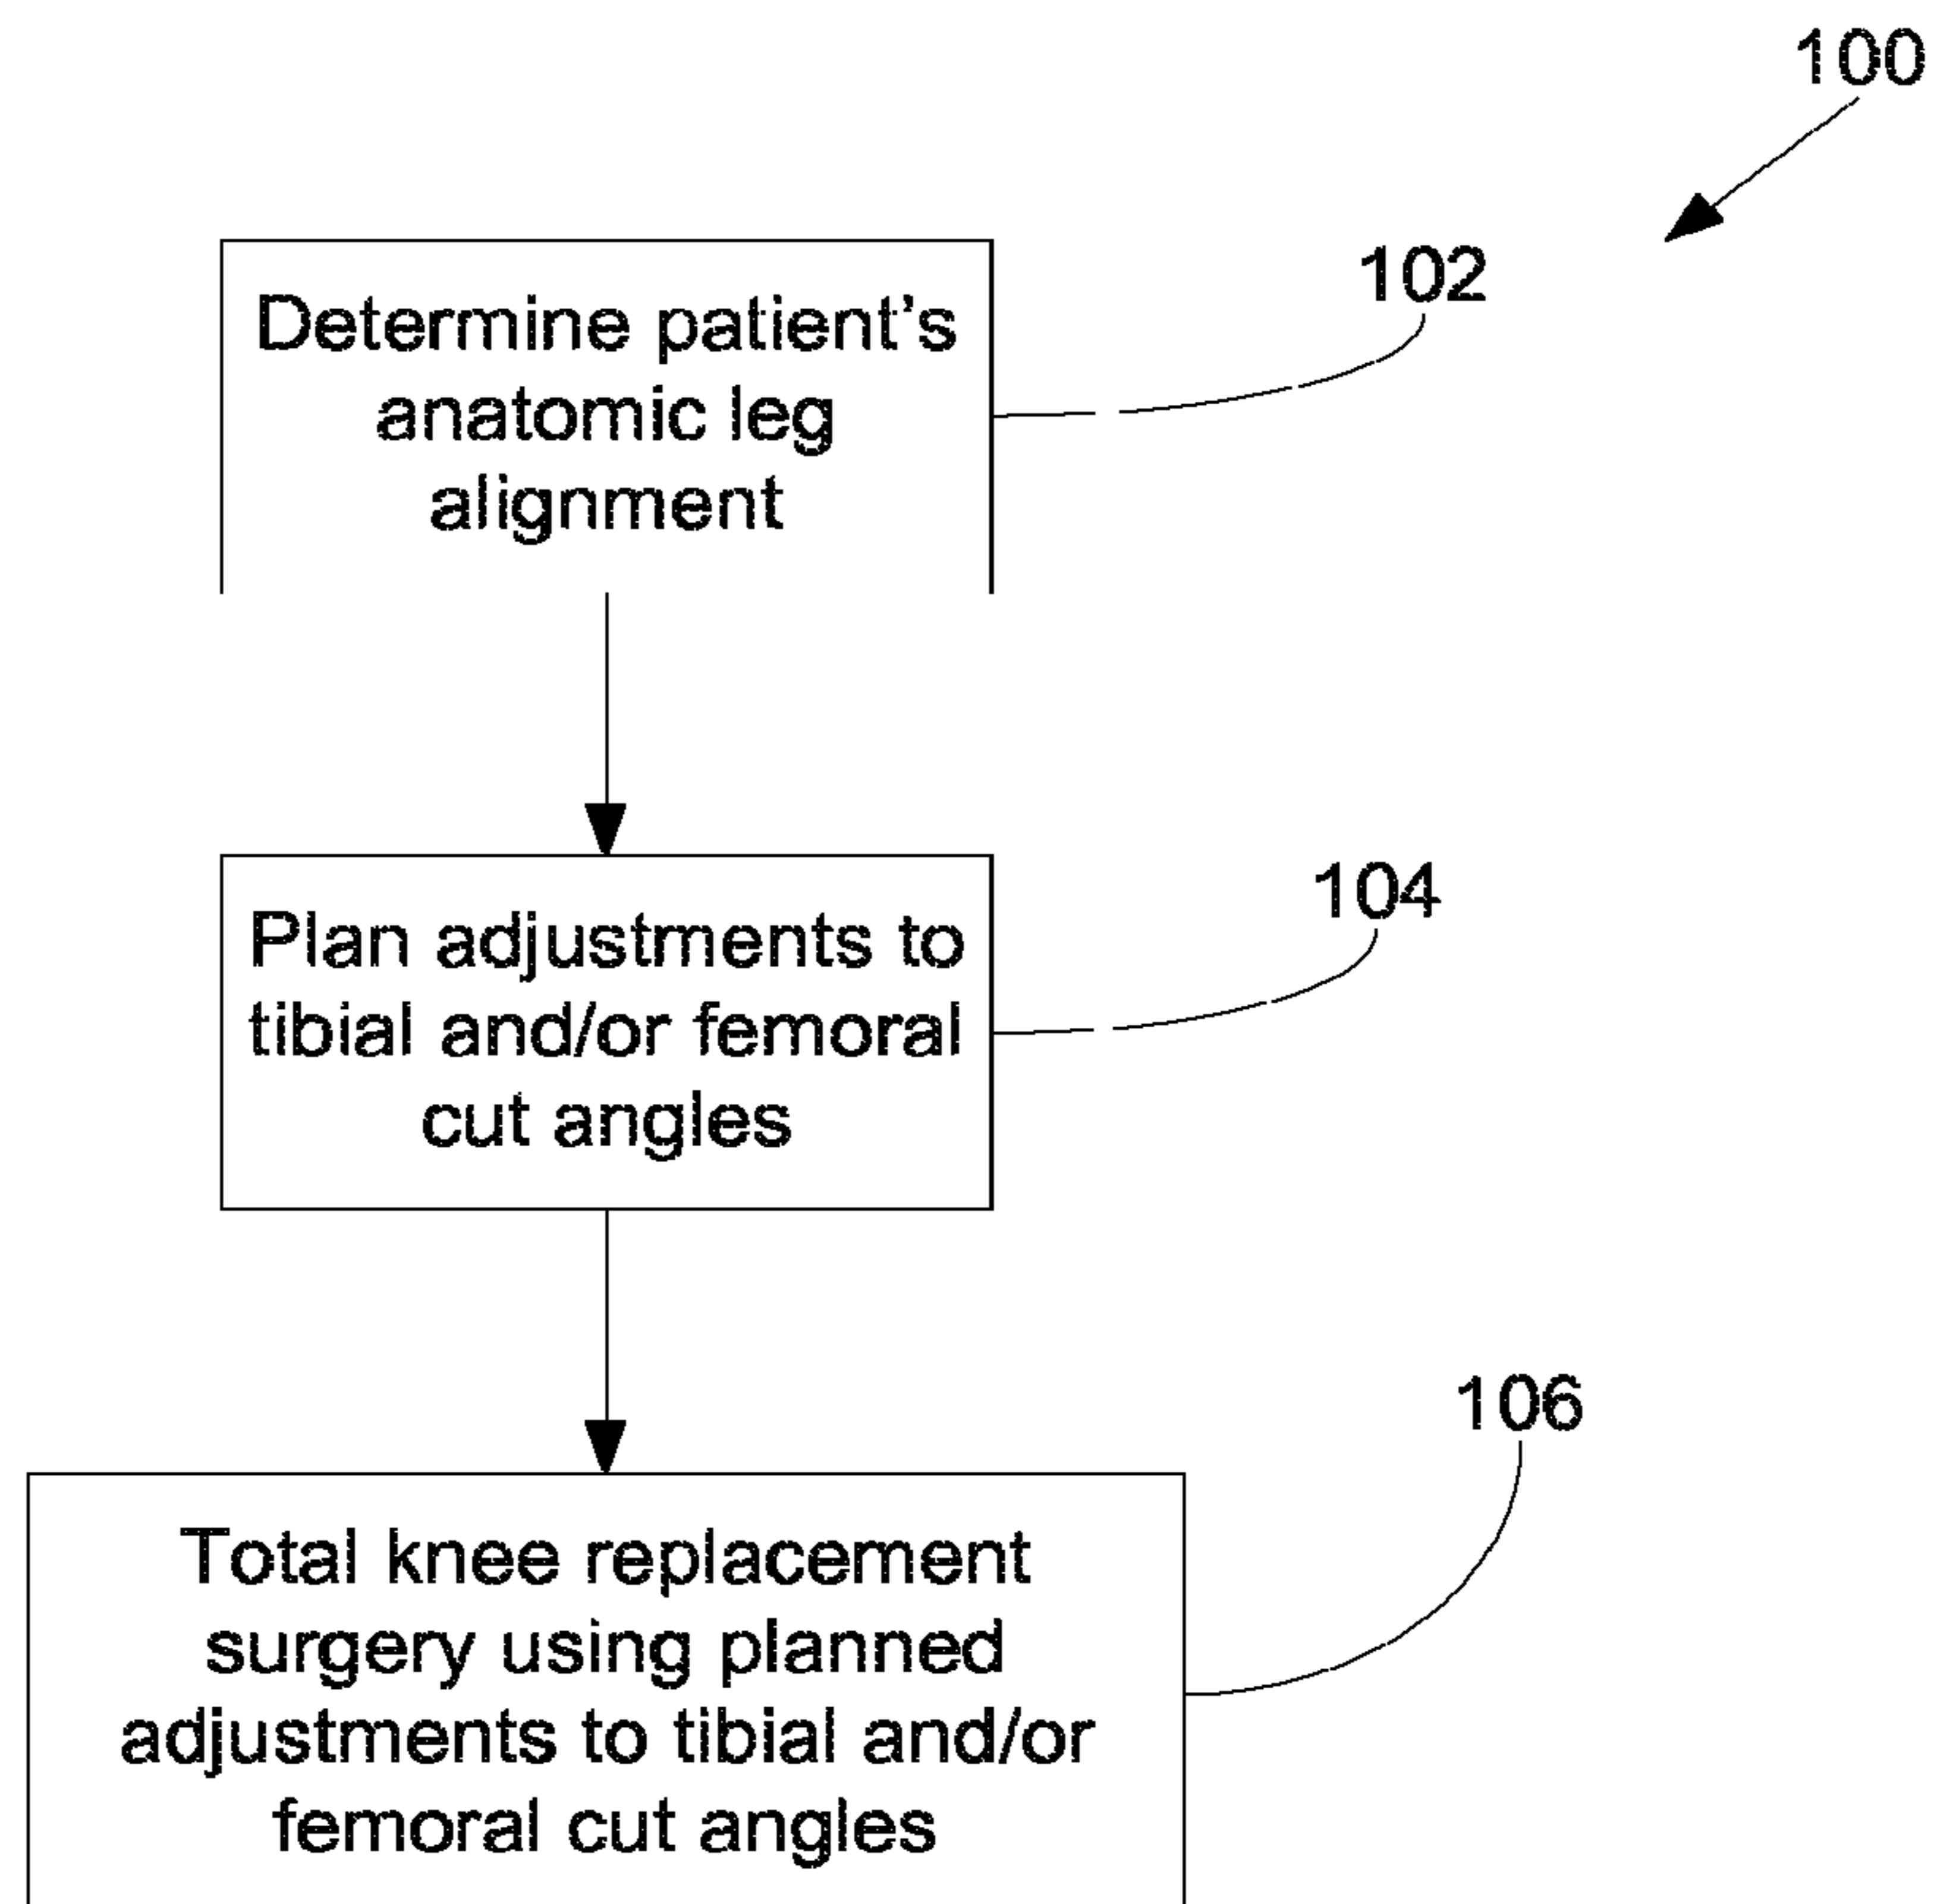 100
102
Determine patient's
anatomic leg
alignment
104
Plan adjustments to
tibial and/or femoral
cut angles
106
Total knee replacement
surgery using planned
adjustments to tibial and/or
femoral cut angles